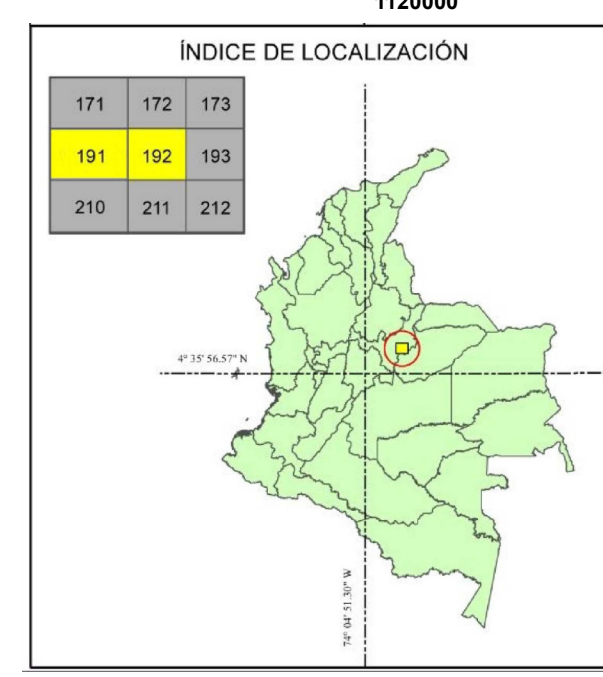 1120000
ÍNDICE DE LOCALIZACIÓN
171 172 173
191 192 193
210 211 212
4° 35' 56.57" N
74° 04' 51.30" W